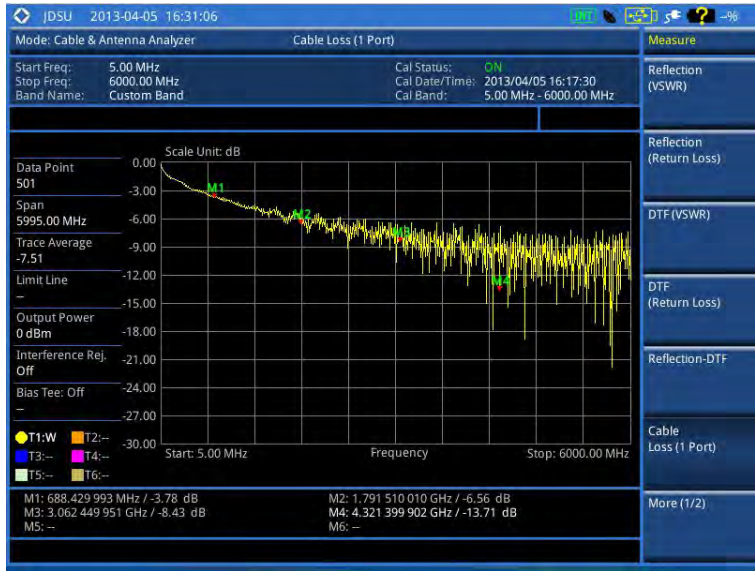 JDSU 2013-04-05 16:31:06 INT --%
Mode: Cable & Antenna Analyzer Cable Loss (1 Port) Measure
Start Freq: 5.00 MHz Cal Status: ON
Stop Freq: 6000.00 MHz Cal Date/Time: 2013/04/05 16:17:30
Band Name: Custom Band Cal Band: 5.00 MHz - 6000.00 MHz
Reflection
(VSWR)
Reflection
(Return Loss)
DTF (VSWR)
DTF
(Return Loss)
Reflection-DTF
Cable
Loss (1 Port)
More (1/2)
Data Point
501
Span
5995.00 MHz
Trace Average
-7.51
Limit Line
--
Output Power
0 dBm
Interference Rej.
Off
Bias Tee: Off
--
T1:W T2:--
T3:-- T4:--
T5:-- T6:--
Scale Unit: dB
0.00
-3.00
-6.00
-9.00
-12.00
-15.00
-18.00
-21.00
-24.00
-27.00
-30.00
M1
M2
M3
M4
Start: 5.00 MHz Frequency Stop: 6000.00 MHz
M1: 688.429 993 MHz / -3.78 dB M2: 1.791 510 010 GHz / -6.56 dB
M3: 3.062 449 951 GHz / -8.43 dB M4: 4.321 399 902 GHz / -13.71 dB
M5: -- M6: --